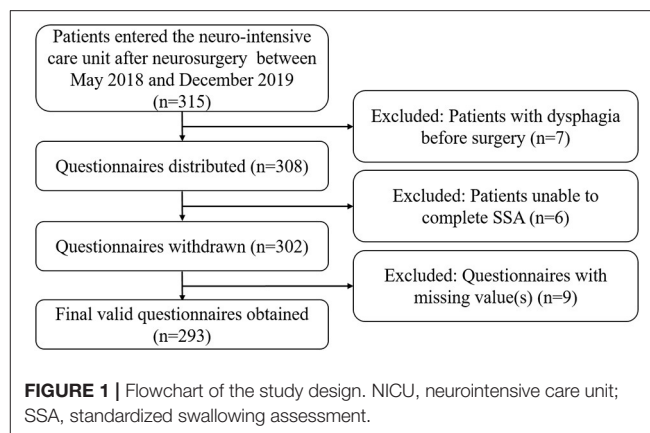 Patients entered the neuro-intensive
care unit after neurosurgery between
May 2018 and December 2019
(n=315)
Excluded: Patients with dysphagia
before surgery (n=7)
Questionnaires distributed (n=308)
Excluded: Patients unable to
complete SSA (n=6)
Questionnaires withdrawn (n=302)
Excluded: Questionnaires with
missing value(s) (n=9)
Final valid questionnaires obtained
(n=293)
FIGURE 1 | Flowchart of the study design. NICU, neurointensive care unit;
SSA, standardized swallowing assessment.